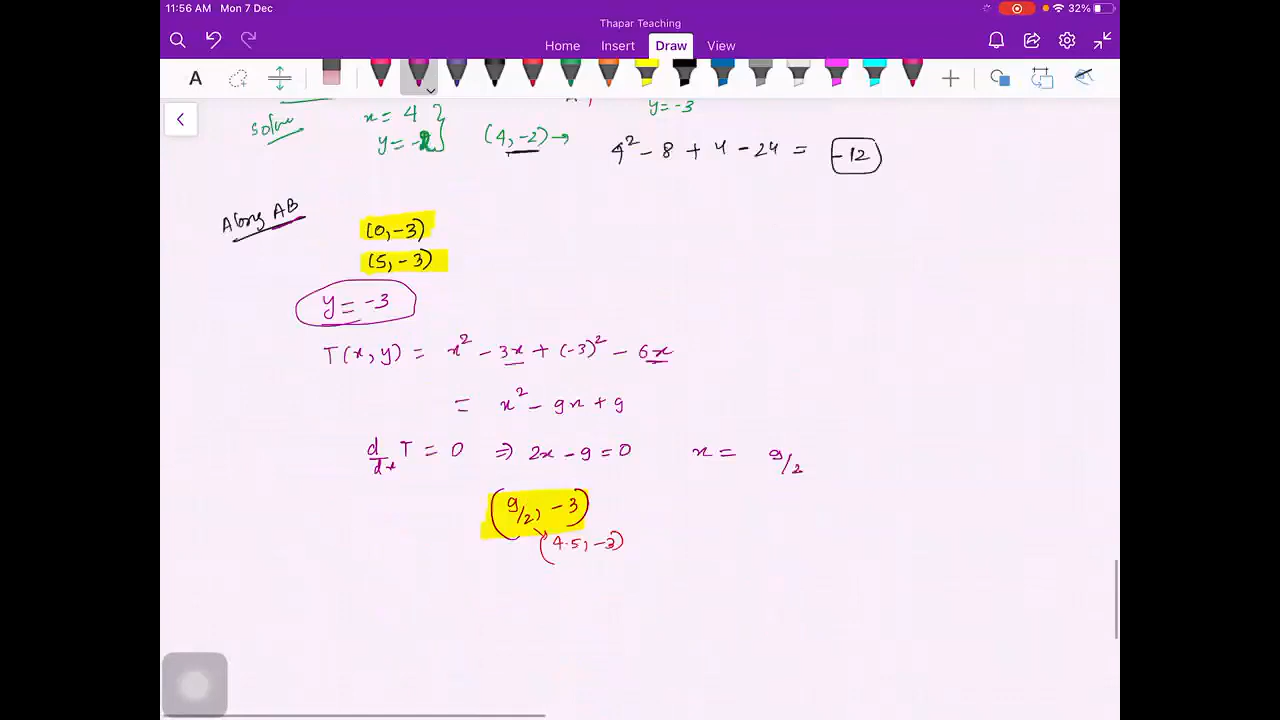 11:56 AM Mon 7 Dec
32%
Thapar Teaching
Home Insert Draw View
A
y = -3
Solve
x = 4
y = -2
(4, -2) →
4² - 8 + 4 - 24 = -12
Along AB
(0, -3)
(5, -3)
y = -3
T(x, y) = x² - 3x + (-3)² - 6x
= x² - 9x + 9
d/dx T = 0 ⇒ 2x - 9 = 0 x = 9/2
(9/2, -3)
(4.5, -3)